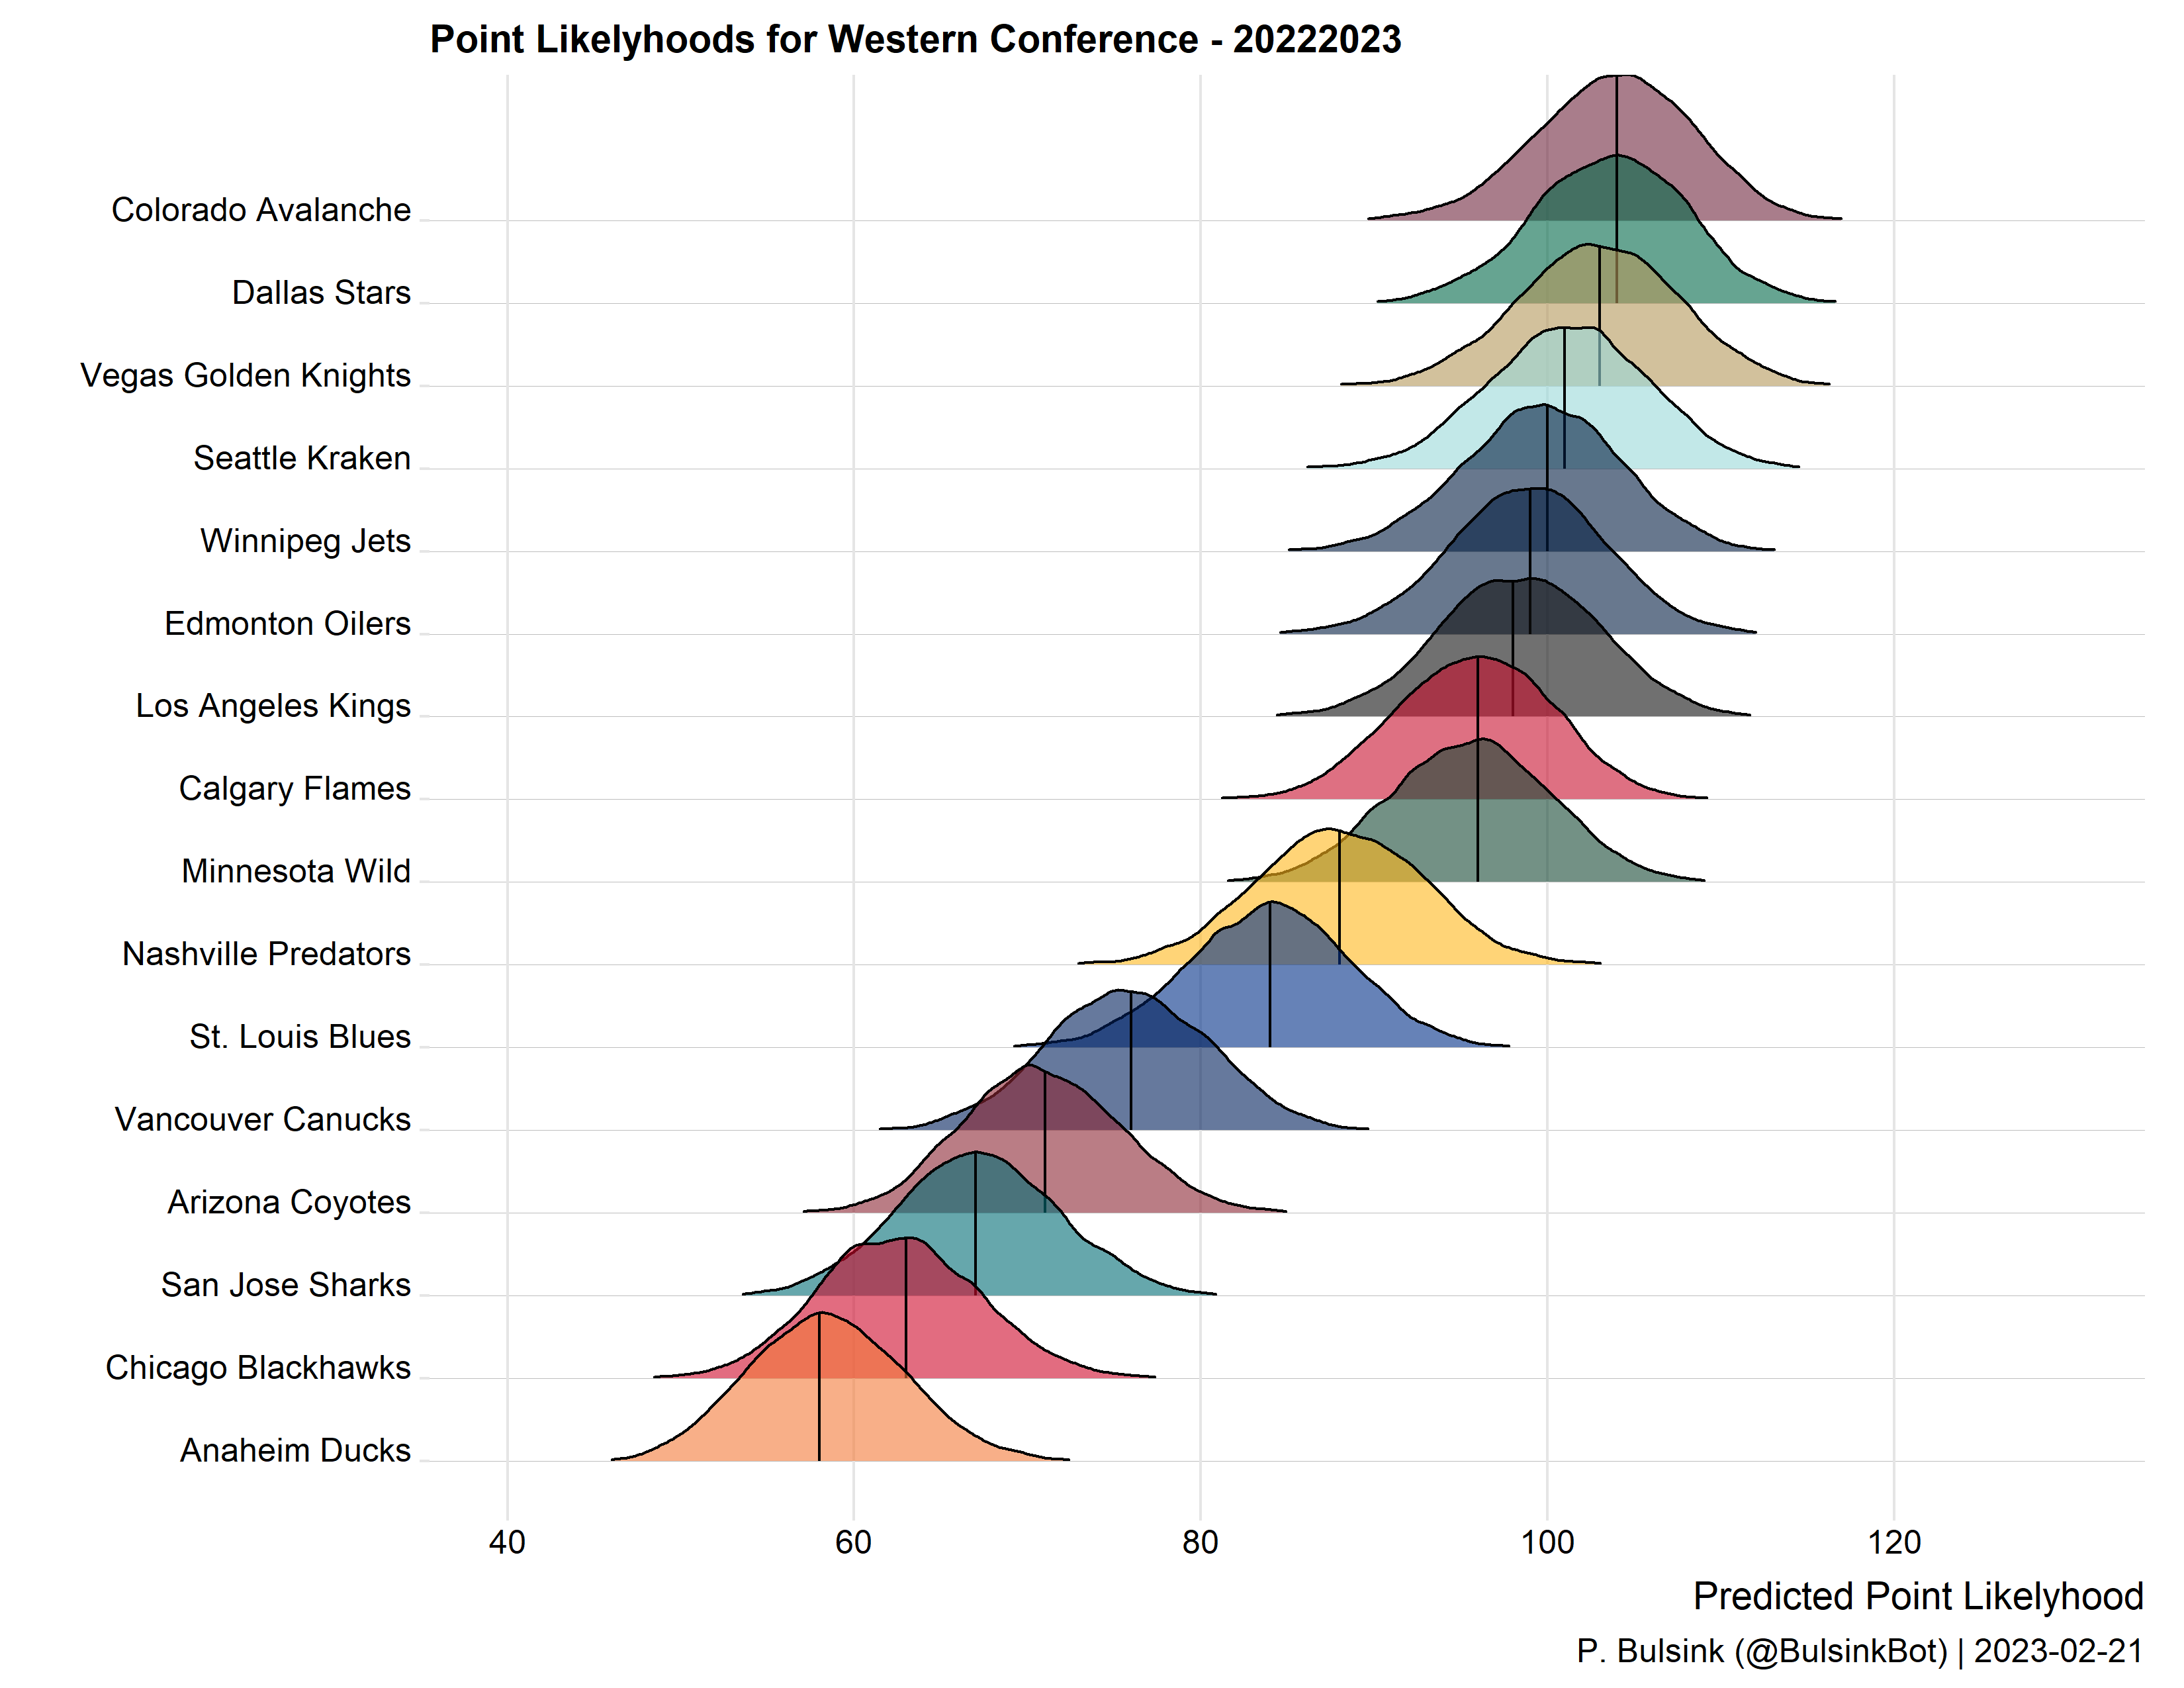 Point Likelyhoods for Western Conference - 20222023
Colorado Avalanche
Dallas Stars
Vegas Golden Knights
Seattle Kraken
Winnipeg Jets
Edmonton Oilers
Los Angeles Kings
Calgary Flames
Minnesota Wild
Nashville Predators
St. Louis Blues
Vancouver Canucks
Arizona Coyotes
San Jose Sharks
Chicago Blackhawks
Anaheim Ducks
40 60 80 100 120
Predicted Point Likelyhood
P. Bulsink (@BulsinkBot) | 2023-02-21